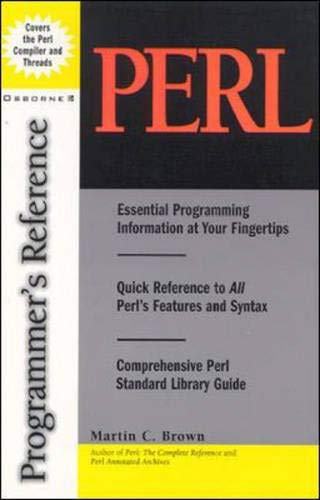 Covers
the Perl
Compiler and
Threads
OSBORNE
PERL
Programmer's Reference
Essential Programming
Information at Your Fingertips
Quick Reference to All
Perl's Features and Syntax
Comprehensive Perl
Standard Library Guide
Martin C. Brown
Author of Perl: The Complete Reference and
Perl Annotated Archives